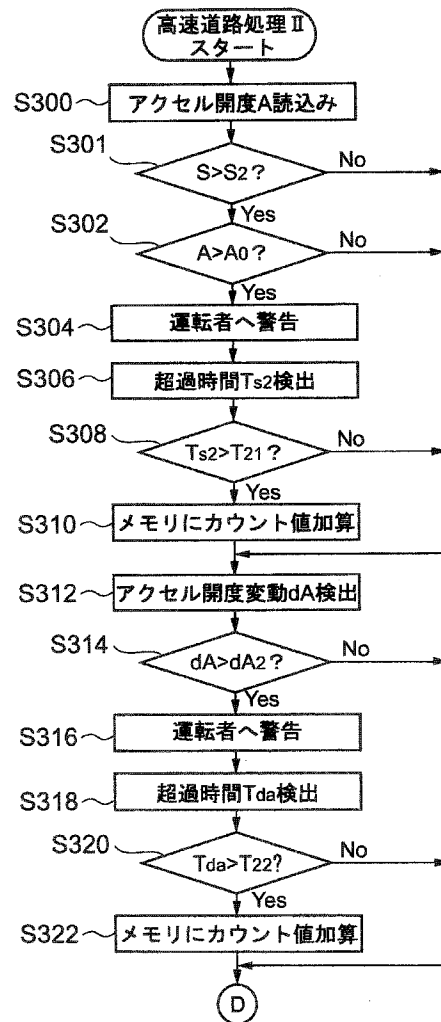 高速道路処理Ⅱ
スタート
S300
アクセル開度A読込み
S301
S>S2?
No
Yes
S302
A>A0?
No
Yes
S304
運転者へ警告
S306
超過時間Ts2検出
S308
Ts2>T21?
No
Yes
S310
メモリにカウント値加算
S312
アクセル開度変動dA検出
S314
dA>dA2?
No
Yes
S316
運転者へ警告
S318
超過時間Tda検出
S320
Tda>T22?
No
Yes
S322
メモリにカウント値加算
D